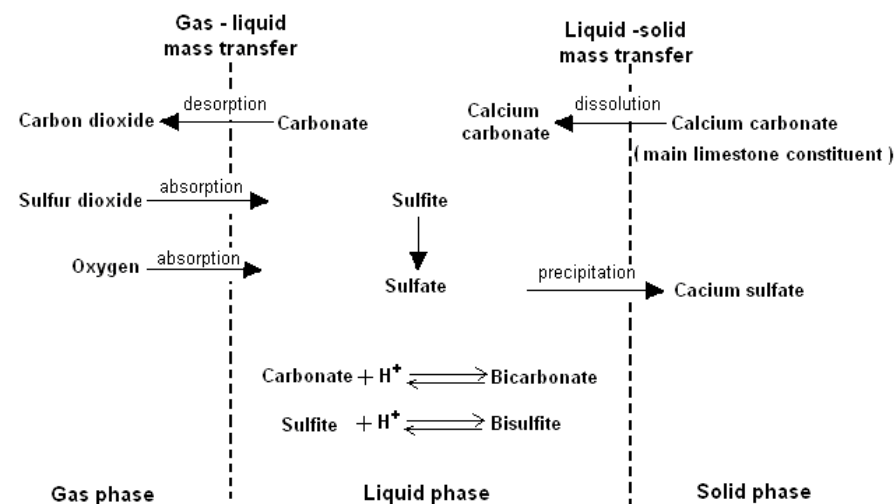 Gas - liquid
mass transfer
Liquid -solid
mass transfer
desorption
Carbon dioxide
Carbonate
Calcium
carbonate
dissolution
Calcium carbonate
( main limestone constituent )
absorption
Sulfur dioxide
Sulfite
absorption
Oxygen
Sulfate
precipitation
Cacium sulfate
Carbonate + H+ Bicarbonate
Sulfite + H+ Bisulfite
Gas phase
Liquid phase
Solid phase